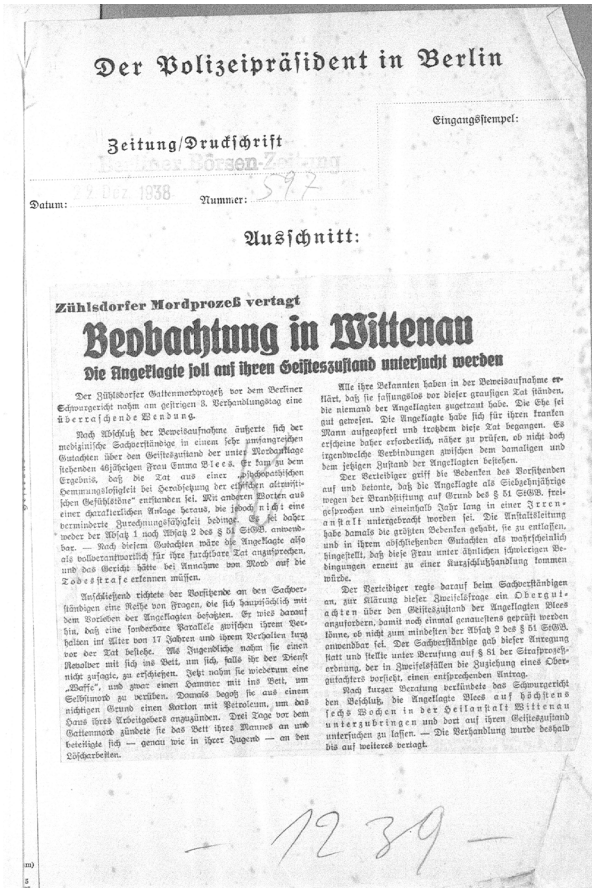 Der Polizeipräsident in Berlin
Eingangsstempel:
Zeitung/Druckschrift
Berliner Börsen-Zeitung
Datum: 22 Dez. 1938 Nummer: 597
Ausschnitt:
Zühlsdorfer Mordprozeß vertagt
Beobachtung in Wittenau
Die Angeklagte soll auf ihren Geisteszustand untersucht werden
Der Zühlsdorfer Gattenmordprozeß vor dem Berliner
Schwurgericht nahm am gestrigen 3. Verhandlungstag eine
überraschende Wendung.
Nach Abschluß der Beweisaufnahme äußerte sich der
medizinische Sachverständige in einem sehr umfangreichen
Gutachten über den Geisteszustand der unter Mordanklage
stehenden 46jährigen Frau Emma Blees. Er kam zu dem
Ergebnis, daß die Tat aus einer „psychopathischen
Hemmungslosigkeit bei Herabsetzung der ethischen altruisti-
schen Gefühlstöne" entstanden sei. Mit anderen Worten aus
einer charakterlichen Anlage heraus, die jedoch nicht eine
verminderte Zurechnungsfähigkeit bedinge. Es sei daher
weder der Absatz 1 noch Absatz 2 des § 51 StGB. anwend-
bar. — Nach diesem Gutachten wäre die Angeklagte also
als vollverantwortlich für ihre furchtbare Tat anzusprechen,
und das Gericht hätte bei Annahme von Mord auf die
Todesstrafe erkennen müssen.
Anschließend richtete der Vorsitzende an den Sachver-
ständigen eine Reihe von Fragen, die sich hauptsächlich mit
dem Vorleben der Angeklagten befaßten. Er wies darauf
hin, daß eine sonderbare Parallele zwischen ihrem Ver-
halten im Alter von 17 Jahren und ihrem Verhalten kurz
vor der Tat bestehe. Als Jugendliche nahm sie einen
Revolver mit sich ins Bett, um sich, falls ihr der Dienst
nicht zusagte, zu erschießen. Jetzt nahm sie wiederum eine
„Waffe", und zwar einen Hammer mit ins Bett, um
Selbstmord zu verüben. Damals begoß sie aus einem
nichtigen Grund einen Karton mit Petroleum, um das
Haus ihres Arbeitgebers anzuzünden. Drei Tage vor dem
Gattenmord zündete sie das Bett ihres Mannes an und
beteiligte sich — genau wie in ihrer Jugend — an den
Löscharbeiten.
Alle ihre Bekannten haben in der Beweisaufnahme er-
klärt, daß sie fassungslos vor dieser grausigen Tat ständen,
die niemand der Angeklagten zugetraut habe. Die Ehe sei
gut gewesen. Die Angeklagte habe sich für ihren kranken
Mann aufgeopfert und trotzdem diese Tat begangen. Es
erscheine daher erforderlich, näher zu prüfen, ob nicht doch
irgendwelche Verbindungen zwischen dem damaligen und
dem jetzigen Zustand der Angeklagten bestehen.
Der Verteidiger griff die Bedenken des Vorsitzenden
auf und betonte, daß die Angeklagte als Siebzehnjährige
wegen der Brandstiftung auf Grund des § 51 StGB. frei-
gesprochen und eineinhalb Jahr lang in einer Irren-
anstalt untergebracht worden sei. Die Anstaltsleitung
habe damals die größten Bedenken gehabt, sie zu entlassen,
und in ihrem abschließenden Gutachten als wahrscheinlich
hingestellt, daß diese Frau unter ähnlichen schwierigen Be-
dingungen erneut zu einer Kurzschlußhandlung kommen
würde.
Der Verteidiger regte darauf beim Sachverständigen
an, zur Klärung dieser Zweifelsfrage ein Obergut-
achten über den Geisteszustand der Angeklagten Blees
anzufordern, damit noch einmal genauestens geprüft werden
könne, ob nicht zum mindesten der Absatz 2 des § 51 StGB.
anwendbar sei. Der Sachverständige gab dieser Anregung
statt und stellte unter Berufung auf § 81 der Strafprozeß-
ordnung, der in Zweifelsfällen die Zuziehung eines Ober-
gutachters vorsieht, einen entsprechenden Antrag.
Nach kurzer Beratung verkündete das Schwurgericht
den Beschluß, die Angeklagte Blees auf höchstens
sechs Wochen in der Heilanstalt Wittenau
unterzubringen und dort auf ihren Geisteszustand
untersuchen zu lassen. — Die Verhandlung wurde deshalb
bis auf weiteres vertagt.
– 1239 –